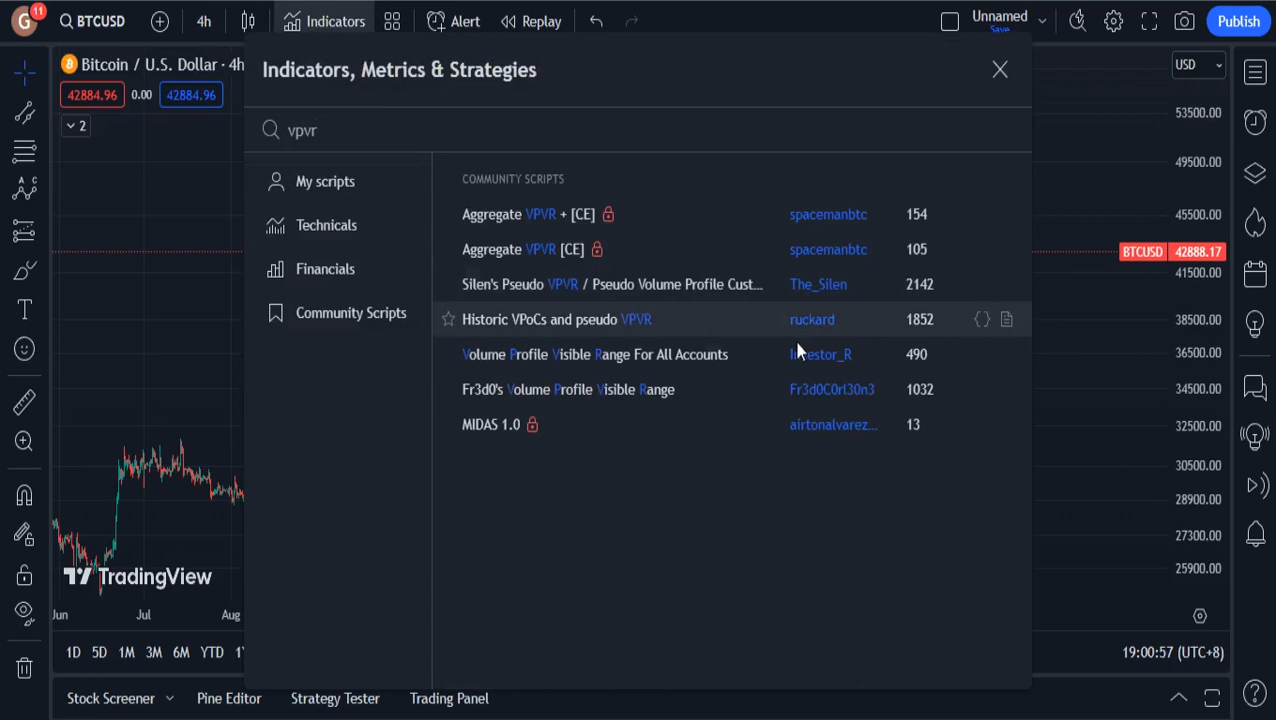 G
11
BTCUSD
4h
Indicators
Alert
Replay
Unnamed
Save
Publish
Bitcoin / U.S. Dollar · 4h
42884.96
0.00
42884.96
2
Indicators, Metrics & Strategies
vpvr
My scripts
Technicals
Financials
Community Scripts
COMMUNITY SCRIPTS
Aggregate VPVR + [CE] spacemanbtc 154
Aggregate VPVR [CE] spacemanbtc 105
Silen's Pseudo VPVR / Pseudo Volume Profile Cust... The_Silen 2142
Historic VPoCs and pseudo VPVR ruckard 1852
Volume Profile Visible Range For All Accounts 490
Fr3d0's Volume Profile Visible Range Fr3d0C0rl30n3 1032
MIDAS 1.0 airtonalvarez... 13
USD
53500.00
49500.00
45500.00
BTCUSD 42888.17
41500.00
38500.00
36500.00
34500.00
32500.00
30500.00
28900.00
27300.00
25900.00
TradingView
Jun Jul Aug
1D 5D 1M 3M 6M YTD
19:00:57 (UTC+8)
Stock Screener Pine Editor Strategy Tester Trading Panel